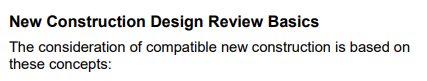 New Construction Design Review Basics
The consideration of compatible new construction is based on
these concepts: